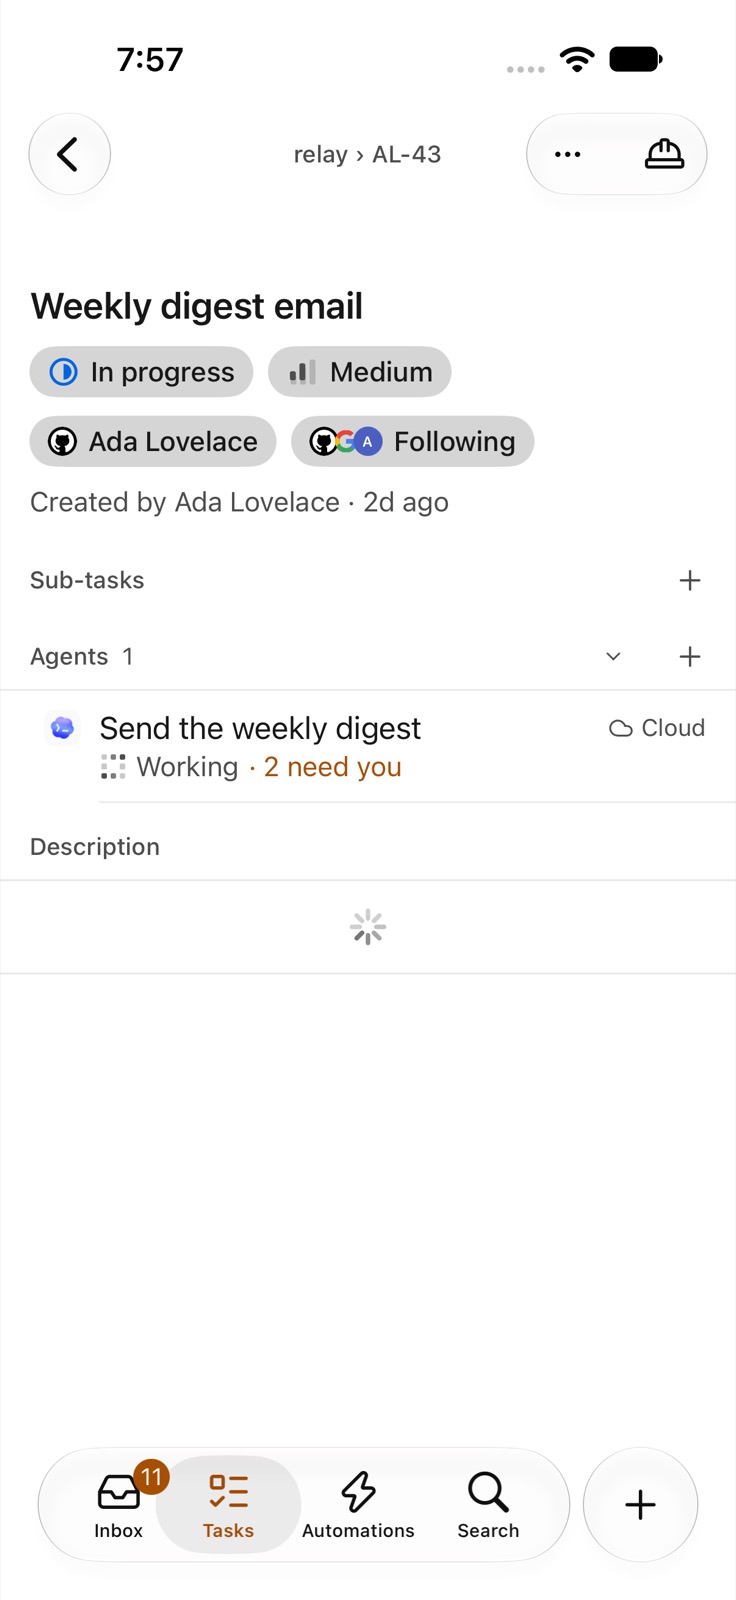 7:57
relay › AL-43
Weekly digest email
In progress
Medium
Ada Lovelace
A
Following
Created by Ada Lovelace · 2d ago
Sub-tasks
Agents 1
Send the weekly digest
Cloud
Working · 2 need you
Description
11
Inbox
Tasks
Automations
Search